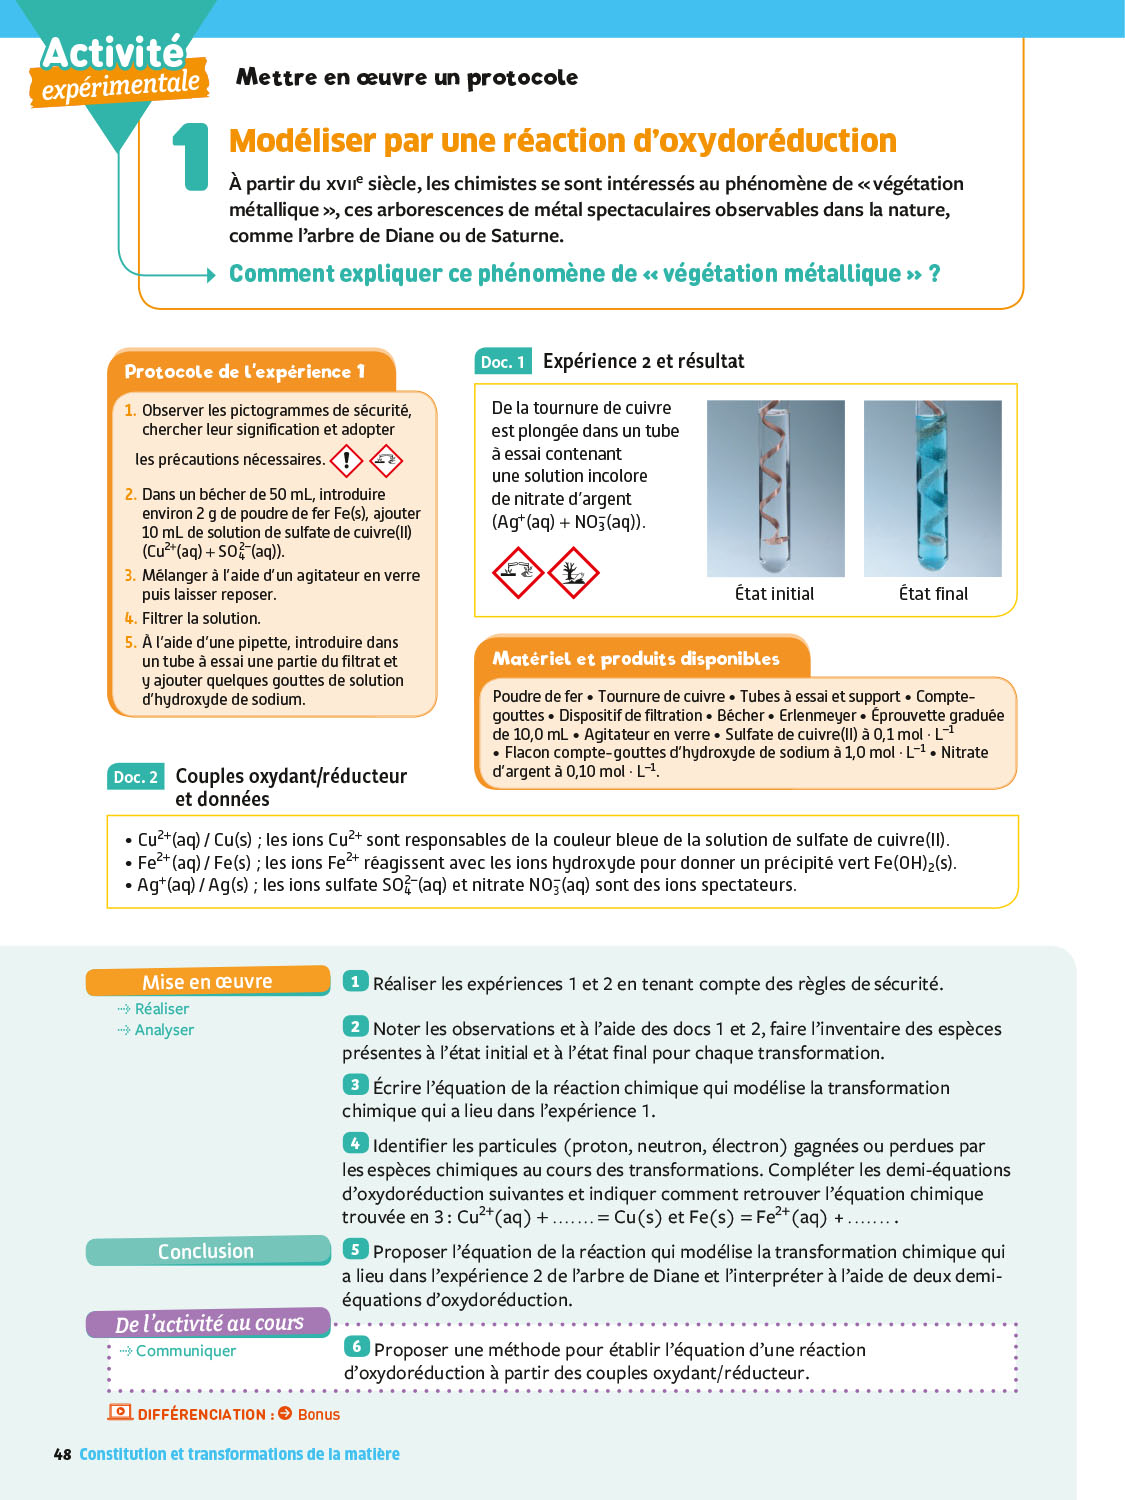 Activité
expérimentale
Mettre en œuvre un protocole
1
Modéliser par une réaction d'oxydoréduction
À partir du XVIIe siècle, les chimistes se sont intéressés au phénomène de « végétation
métallique », ces arborescences de métal spectaculaires observables dans la nature,
comme l'arbre de Diane ou de Saturne.
Comment expliquer ce phénomène de « végétation métallique » ?
Protocole de l'expérience 1
1. Observer les pictogrammes de sécurité,
chercher leur signification et adopter
les précautions nécessaires.
2. Dans un bécher de 50 mL, introduire
environ 2 g de poudre de fer Fe(s), ajouter
10 mL de solution de sulfate de cuivre(II)
(Cu²⁺(aq) + SO₄²⁻(aq)).
3. Mélanger à l'aide d'un agitateur en verre
puis laisser reposer.
4. Filtrer la solution.
5. À l'aide d'une pipette, introduire dans
un tube à essai une partie du filtrat et
y ajouter quelques gouttes de solution
d'hydroxyde de sodium.
Doc. 1 Expérience 2 et résultat
De la tournure de cuivre
est plongée dans un tube
à essai contenant
une solution incolore
de nitrate d'argent
(Ag⁺(aq) + NO₃⁻(aq)).
État initial
État final
Matériel et produits disponibles
Poudre de fer • Tournure de cuivre • Tubes à essai et support • Compte-
gouttes • Dispositif de filtration • Bécher • Erlenmeyer • Éprouvette graduée
de 10,0 mL • Agitateur en verre • Sulfate de cuivre(II) à 0,1 mol · L⁻¹
• Flacon compte-gouttes d'hydroxyde de sodium à 1,0 mol · L⁻¹ • Nitrate
d'argent à 0,10 mol · L⁻¹.
Doc. 2 Couples oxydant/réducteur
et données
• Cu²⁺(aq) / Cu(s) ; les ions Cu²⁺ sont responsables de la couleur bleue de la solution de sulfate de cuivre(II).
• Fe²⁺(aq) / Fe(s) ; les ions Fe²⁺ réagissent avec les ions hydroxyde pour donner un précipité vert Fe(OH)₂(s).
• Ag⁺(aq) / Ag(s) ; les ions sulfate SO₄²⁻(aq) et nitrate NO₃⁻(aq) sont des ions spectateurs.
Mise en œuvre
Réaliser
Analyser
1 Réaliser les expériences 1 et 2 en tenant compte des règles de sécurité.
2 Noter les observations et à l'aide des docs 1 et 2, faire l'inventaire des espèces
présentes à l'état initial et à l'état final pour chaque transformation.
3 Écrire l'équation de la réaction chimique qui modélise la transformation
chimique qui a lieu dans l'expérience 1.
4 Identifier les particules (proton, neutron, électron) gagnées ou perdues par
les espèces chimiques au cours des transformations. Compléter les demi-équations
d'oxydoréduction suivantes et indiquer comment retrouver l'équation chimique
trouvée en 3 : Cu²⁺(aq) + ....... = Cu(s) et Fe(s) = Fe²⁺(aq) + ....... .
Conclusion
5 Proposer l'équation de la réaction qui modélise la transformation chimique qui
a lieu dans l'expérience 2 de l'arbre de Diane et l'interpréter à l'aide de deux demi-
équations d'oxydoréduction.
De l'activité au cours
Communiquer
6 Proposer une méthode pour établir l'équation d'une réaction
d'oxydoréduction à partir des couples oxydant/réducteur.
DIFFÉRENCIATION : Bonus
48 Constitution et transformations de la matière